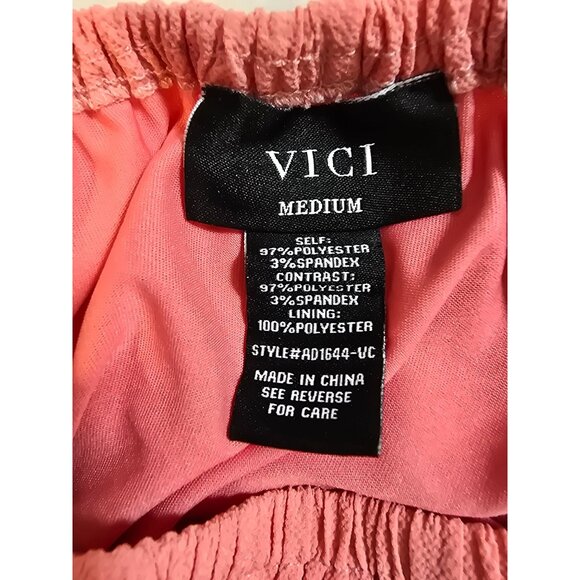 VICI
MEDIUM
SELF:
97%POLYESTER
3%SPANDEX
CONTRAST:
97%POLYESTER
3%SPANDEX
LINING:
100%POLYESTER
STYLE#AD1644-VC
MADE IN CHINA
SEE REVERSE
FOR CARE